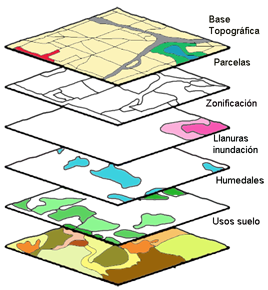 Base
Topográfica
Parcelas
Zonificación
Llanuras
inundación
Humedales
Usos suelo